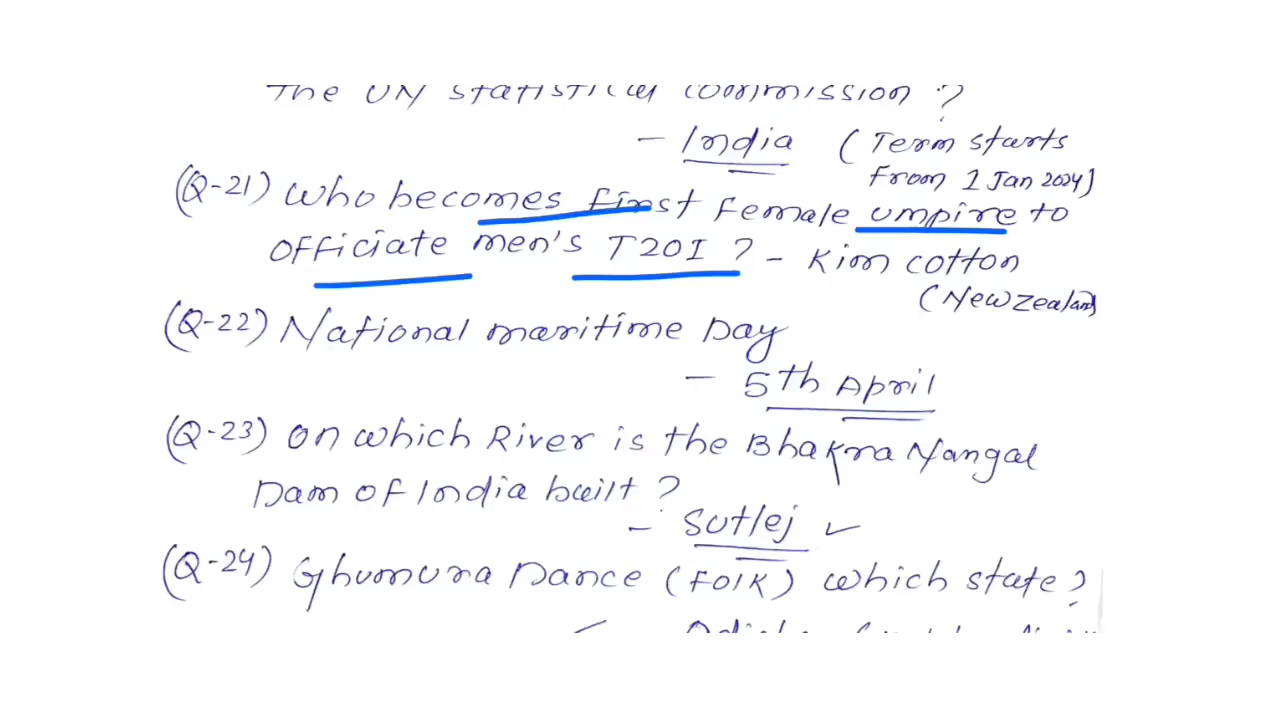 The UN Statistical Commission ?
- India (Term starts
from 1 Jan 2024)
(Q-21) Who becomes first female umpire to
officiate men's T20I ? - Kim Cotton
(New Zealand)
(Q-22) National maritime Day
- 5th April
(Q-23) On which River is the Bhakra Nangal
Dam of India built ?
- Sutlej ✓
(Q-24) Ghumura Dance (Folk) which state ?